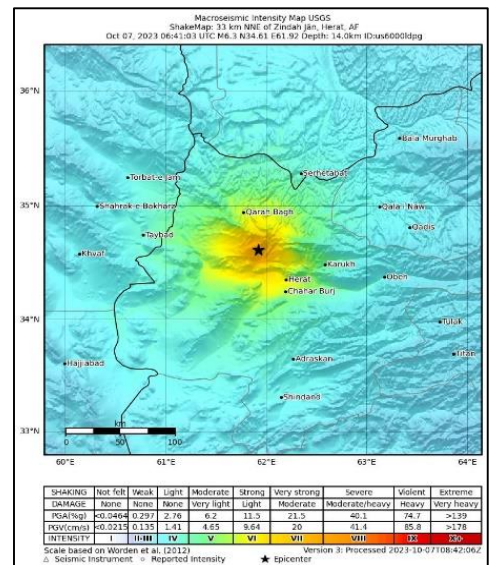 Macroseismic Intensity Map USGS
ShakeMap: 33 km NNE of Zindah Jān, Herat, AF
Oct 07, 2023 06:41:03 UTC M6.3 N34.61 E61.92 Depth: 14.0km ID:us6000ldpg
36°N
Bala Murghab
Torbat-e Jam
Serhetabat
35°N
Shahrak-e Bakharz
Qarah Bagh
Qala i Naw
Taybad
Qadis
Khvaf
Karukh
Herat
Obeh
Chahar Burj
34°N
Tulak
Hajjiabad
Adraskan
Titan
Shindand
33°N
km
0 50 100
60°E 61°E 62°E 63°E 64°E
SHAKING Not felt Weak Light Moderate Strong Very strong Severe Violent Extreme
DAMAGE None None None Very light Light Moderate Moderate/heavy Heavy Very heavy
PGA(%g) <0.0464 0.297 2.76 6.2 11.5 21.5 40.1 74.7 >139
PGV(cm/s) <0.0215 0.135 1.41 4.65 9.64 20 41.4 85.8 >178
INTENSITY I II-III IV V VI VII VIII IX X+
Scale based on Worden et al. (2012) Version 3: Processed 2023-10-07T08:42:06Z
△ Seismic Instrument ○ Reported Intensity ★ Epicenter